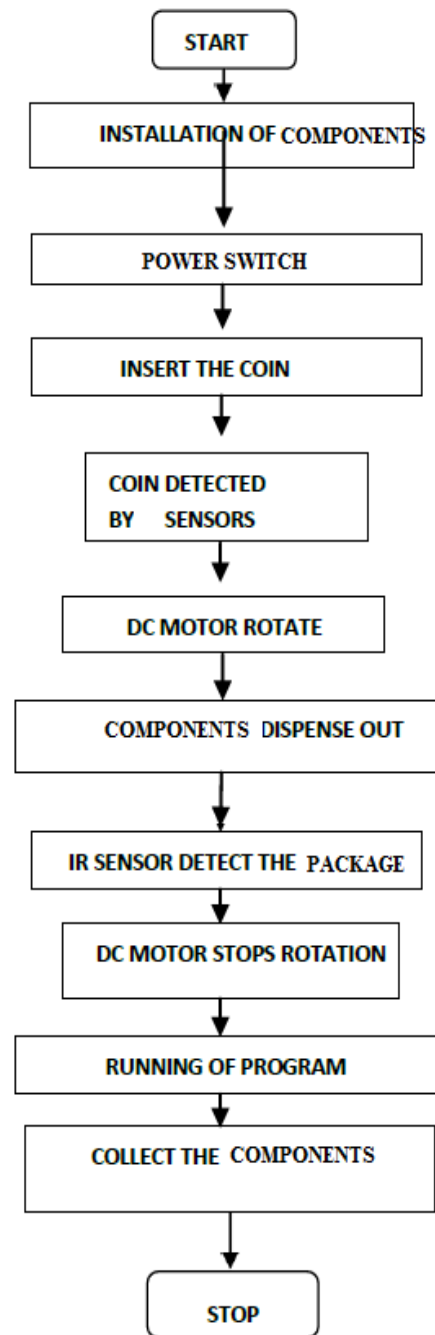 START
INSTALLATION OF COMPONENTS
POWER SWITCH
INSERT THE COIN
COIN DETECTED
BY SENSORS
DC MOTOR ROTATE
COMPONENTS DISPENSE OUT
IR SENSOR DETECT THE PACKAGE
DC MOTOR STOPS ROTATION
RUNNING OF PROGRAM
COLLECT THE COMPONENTS
STOP